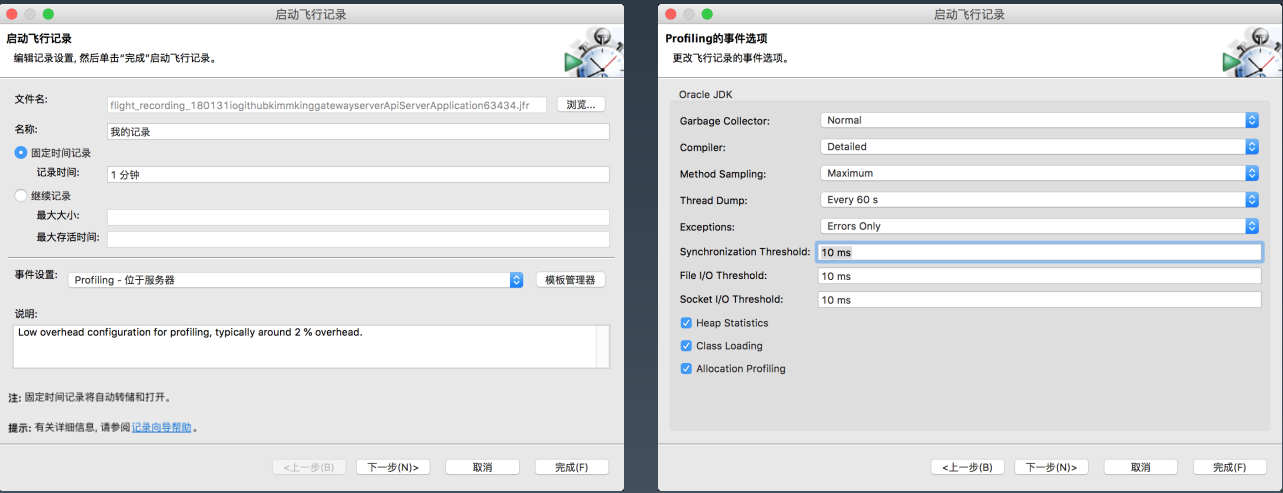 启动飞行记录
启动飞行记录
编辑记录设置, 然后单击“完成”启动飞行记录。
文件名:
flight_recording_180131iogithubkimmkinggatewayserverApiServerApplication63434.jfr
浏览...
名称:
我的记录
固定时间记录
记录时间:
1 分钟
继续记录
最大大小:
最大存活时间:
事件设置:
Profiling - 位于服务器
模板管理器
说明:
Low overhead configuration for profiling, typically around 2 % overhead.
注: 固定时间记录将自动转储和打开。
提示: 有关详细信息, 请参阅记录向导帮助。
<上一步(B)
下一步(N)>
取消
完成(F)
启动飞行记录
Profiling的事件选项
更改飞行记录的事件选项。
Oracle JDK
Garbage Collector:
Normal
Compiler:
Detailed
Method Sampling:
Maximum
Thread Dump:
Every 60 s
Exceptions:
Errors Only
Synchronization Threshold:
10 ms
File I/O Threshold:
10 ms
Socket I/O Threshold:
10 ms
Heap Statistics
Class Loading
Allocation Profiling
<上一步(B)
下一步(N)>
取消
完成(F)